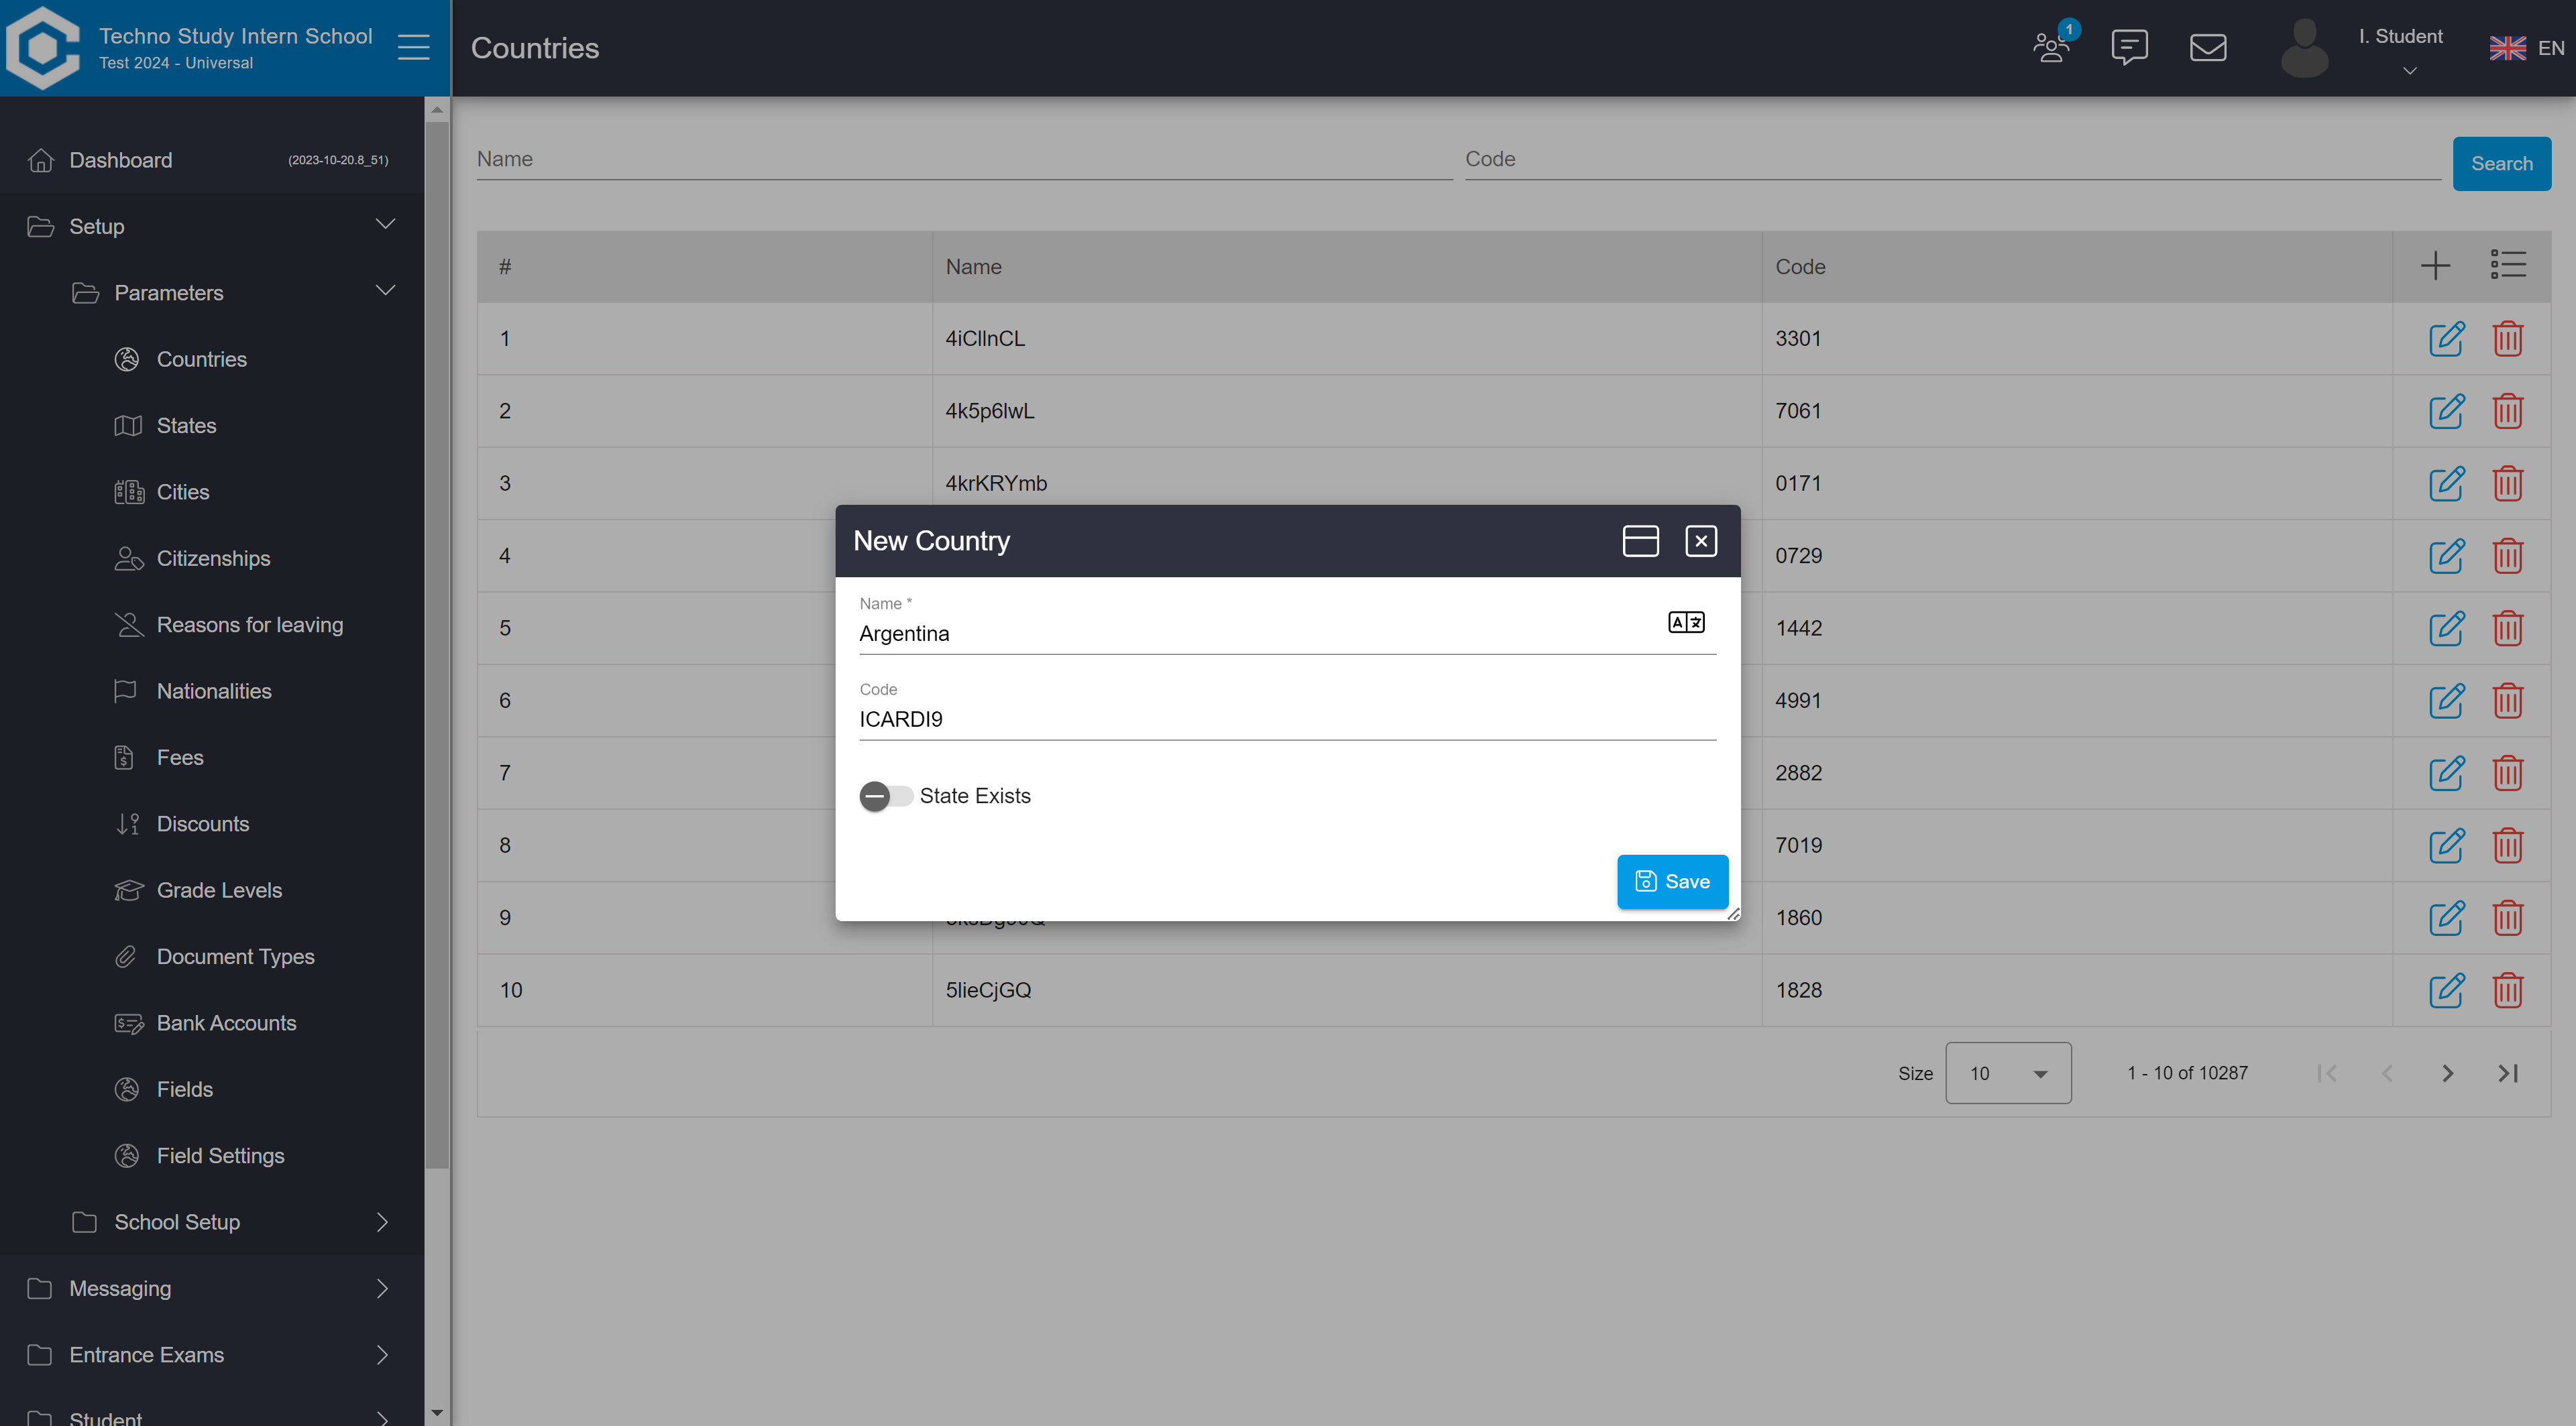 Techno Study Intern School
Test 2024 - Universal
Countries
1
I. Student
EN
Dashboard (2023-10-20.8_51)
Setup
Parameters
Countries
States
Cities
Citizenships
Reasons for leaving
Nationalities
Fees
Discounts
Grade Levels
Document Types
Bank Accounts
Fields
Field Settings
School Setup
Messaging
Entrance Exams
Student
Name Code Search
# Name Code
1 4iCllnCL 3301
2 4k5p6lwL 7061
3 4krKRYmb 0171
4 0729
5 1442
6 4991
7 2882
8 7019
9 1860
10 5lieCjGQ 1828
New Country
Name *
Argentina
Code
ICARDI9
State Exists
Save
Size 10 1 - 10 of 10287